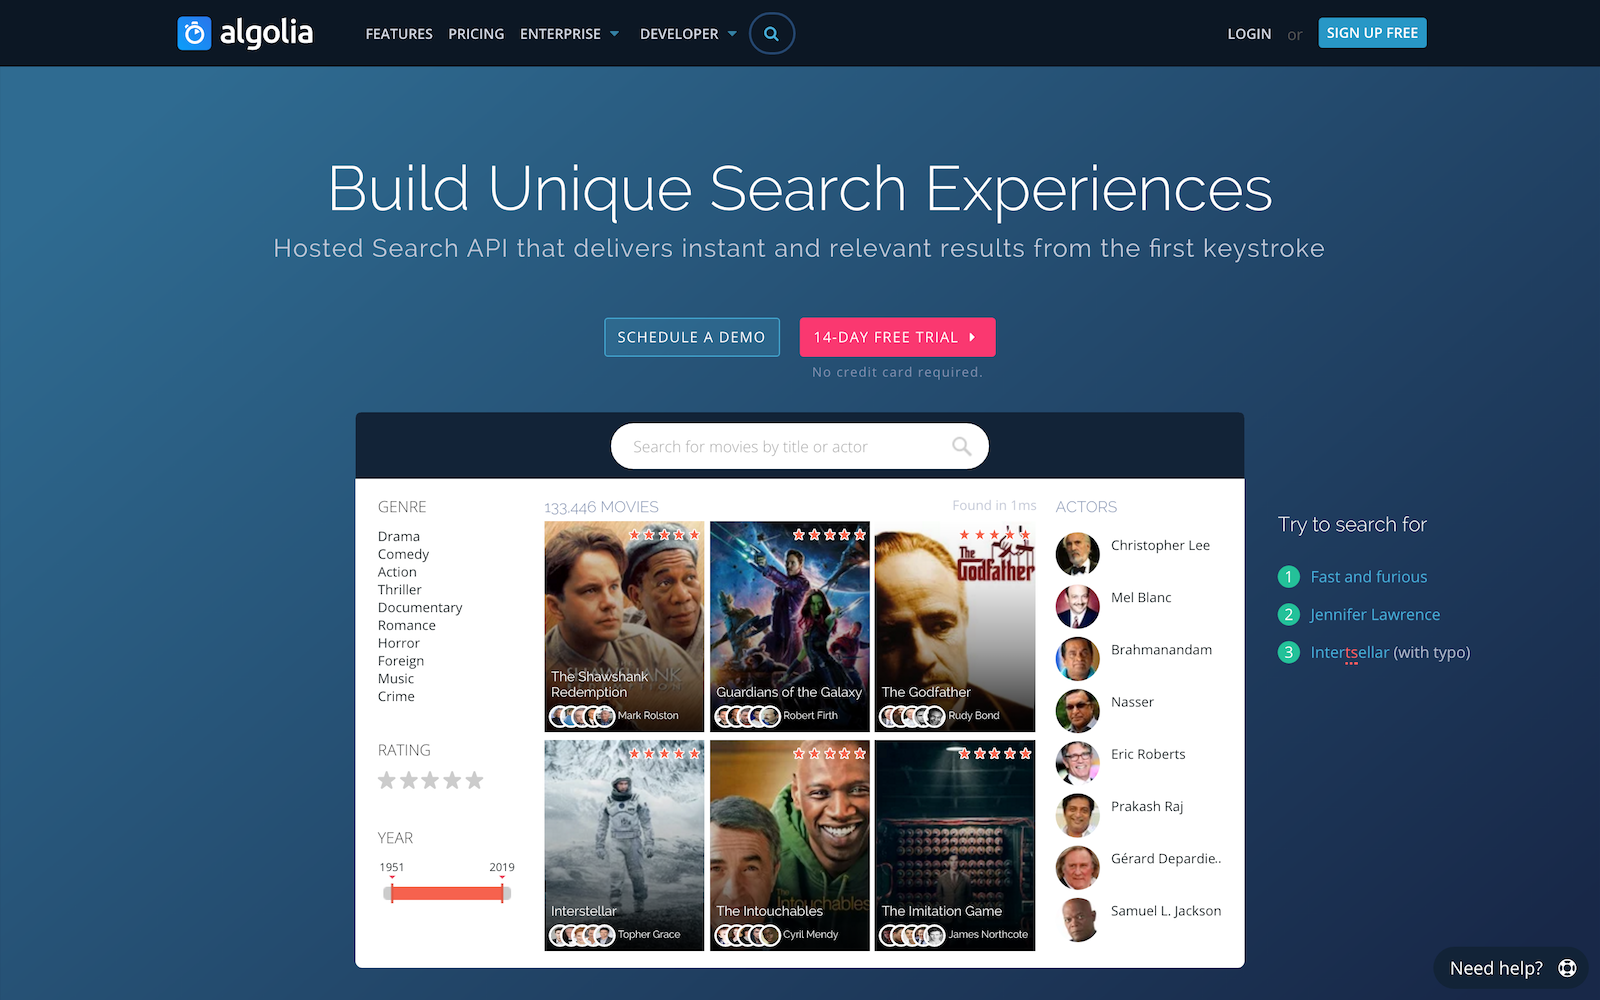 algolia
FEATURES PRICING ENTERPRISE DEVELOPER
LOGIN or SIGN UP FREE
Build Unique Search Experiences
Hosted Search API that delivers instant and relevant results from the first keystroke
SCHEDULE A DEMO
14-DAY FREE TRIAL
No credit card required.
Search for movies by title or actor
GENRE
Drama
Comedy
Action
Thriller
Documentary
Romance
Horror
Foreign
Music
Crime
RATING
YEAR
1951 2019
133,446 MOVIES
Found in 1ms
SHAWSHANK
The Shawshank
Redemption
Mark Rolston
Guardians of the Galaxy
Robert Firth
The
Godfather
The Godfather
Rudy Bond
Interstellar
Topher Grace
The
Intouchables
The Intouchables
Cyril Mendy
The Imitation Game
James Northcote
ACTORS
Christopher Lee
Mel Blanc
Brahmanandam
Nasser
Eric Roberts
Prakash Raj
Gérard Depardie..
Samuel L. Jackson
Try to search for
1 Fast and furious
2 Jennifer Lawrence
3 Intertsellar (with typo)
Need help?